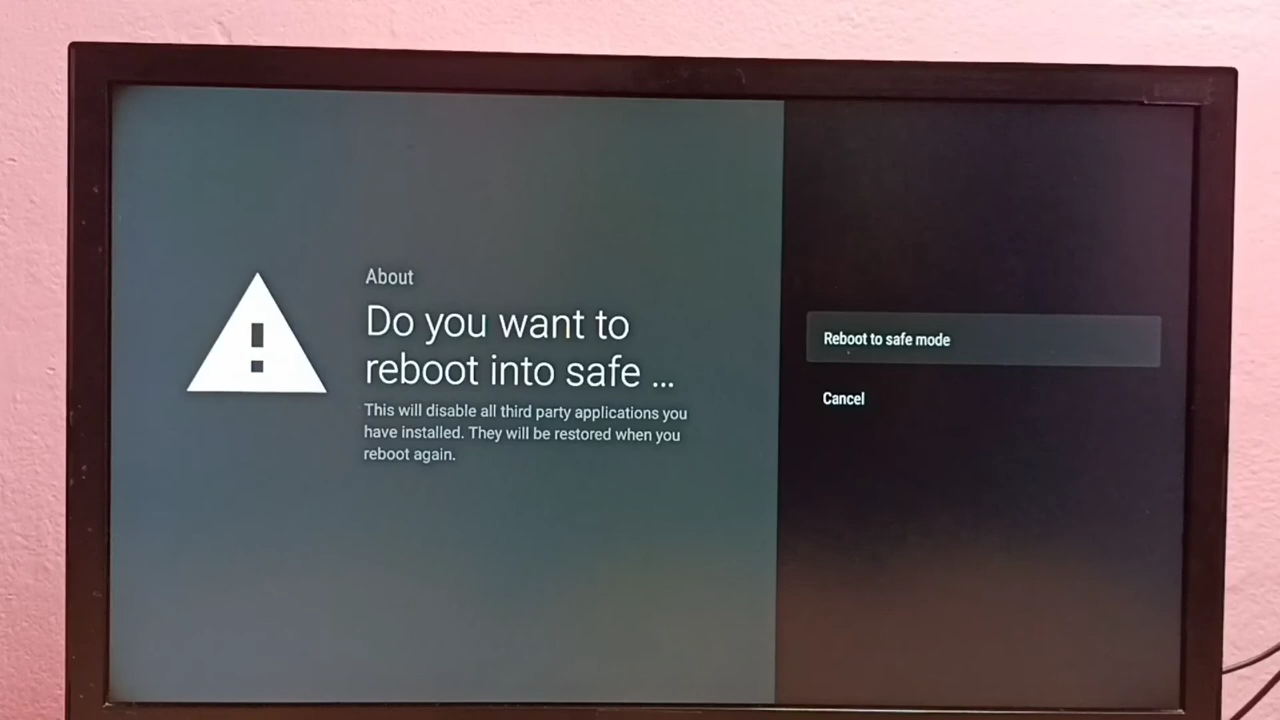 About
Do you want to
reboot into safe ...
This will disable all third party applications you
have installed. They will be restored when you
reboot again.
Reboot to safe mode
Cancel